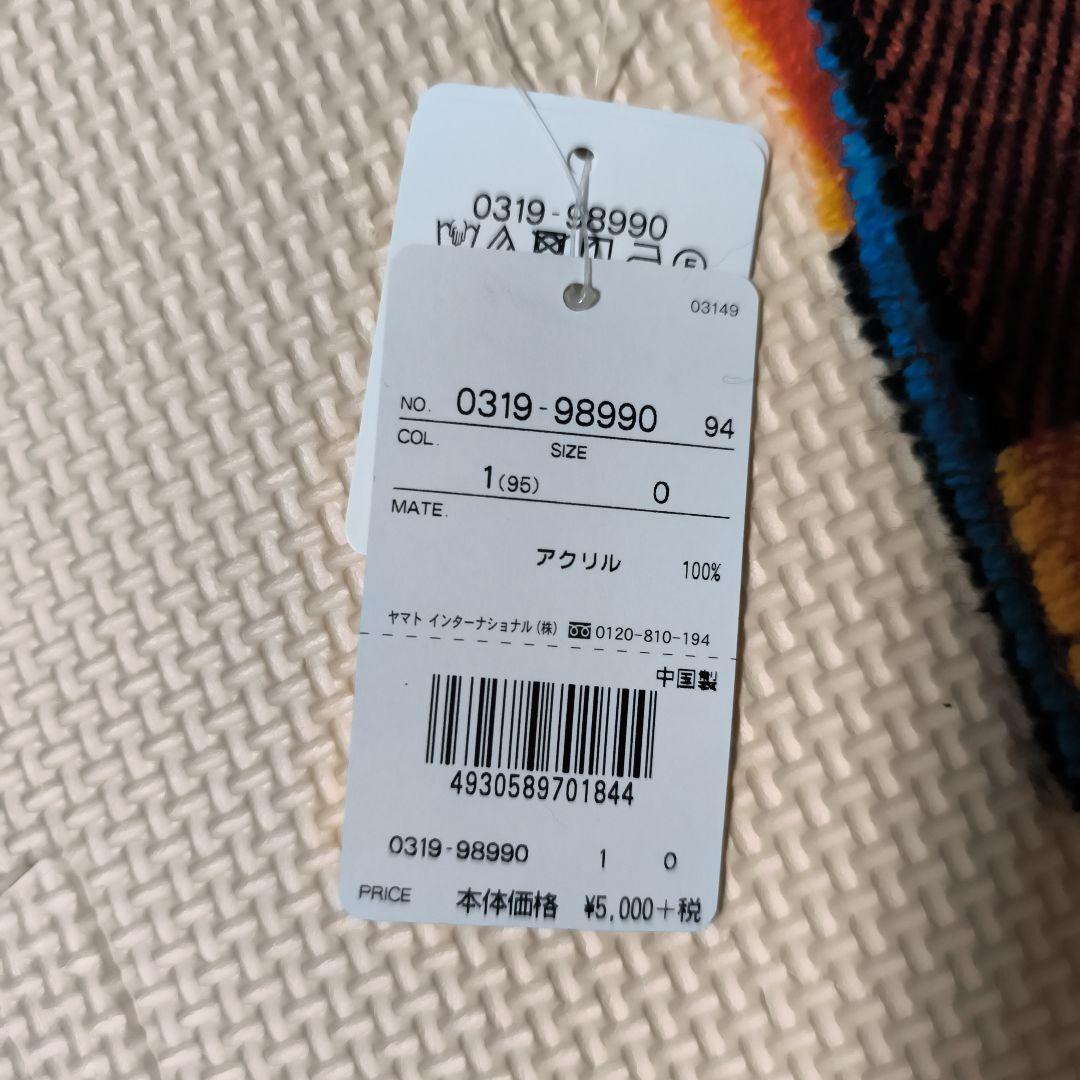 0319-98990
03149
NO. 0319-98990 94
COL. SIZE
1(95) 0
MATE.
アクリル 100%
ヤマト インターナショナル(株) 0120-810-194
中国製
4930589701844
0319-98990 1 0
PRICE 本体価格 ¥5,000+税